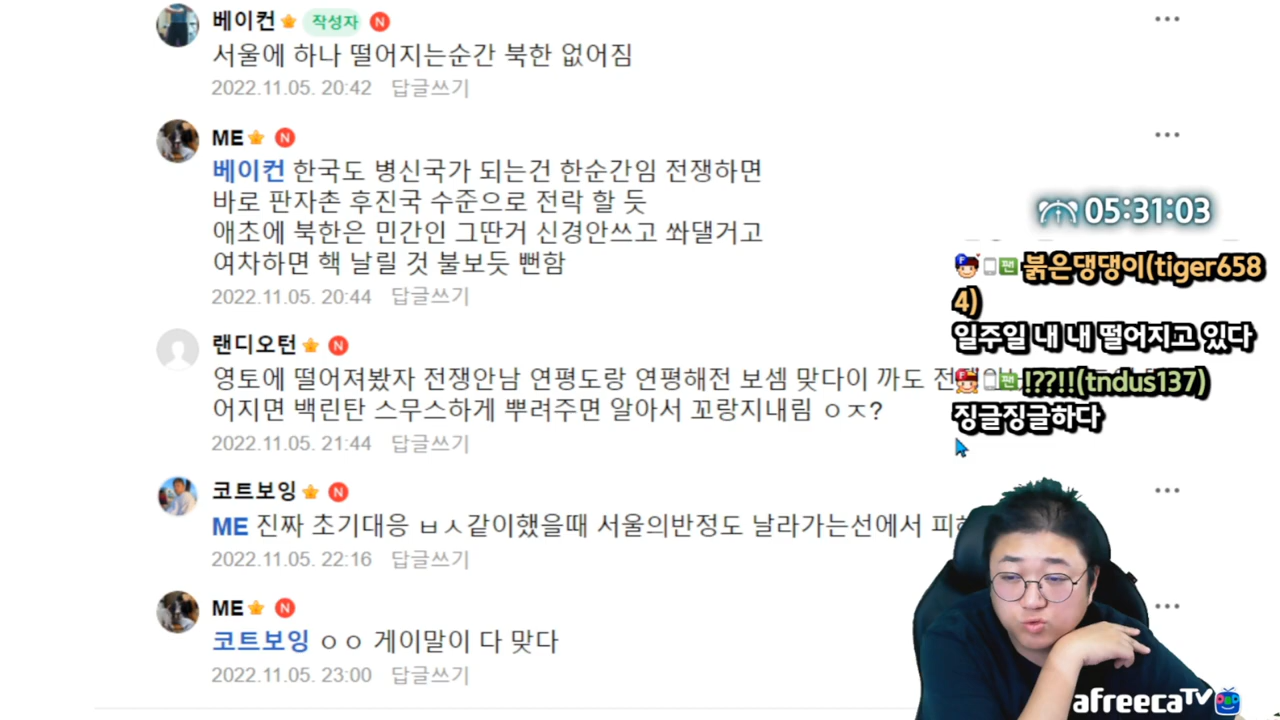 베이컨 작성자 N
서울에 하나 떨어지는순간 북한 없어짐
2022.11.05. 20:42 답글쓰기
ME N
베이컨 한국도 병신국가 되는건 한순간임 전쟁하면
바로 판자촌 후진국 수준으로 전락 할 듯
애초에 북한은 민간인 그딴거 신경안쓰고 쏴댈거고
여차하면 핵 날릴 것 불보듯 뻔함
2022.11.05. 20:44 답글쓰기
랜디오턴 N
영토에 떨어져봤자 전쟁안남 연평도랑 연평해전 보셈 맞다이 까도
어지면 백린탄 스무스하게 뿌려주면 알아서 꼬랑지내림 ㅇㅈ?
2022.11.05. 21:44 답글쓰기
코트보잉 N
ME 진짜 초기대응 ㅂㅅ같이했을때 서울의반정도 날라가는선에서
2022.11.05. 22:16 답글쓰기
ME N
코트보잉 ㅇㅇ 게이말이 다 맞다
2022.11.05. 23:00 답글쓰기
05:31:03
F 팬 붉은댕댕이(tiger658
4)
일주일 내 내 떨어지고 있다
F 팬 !??!!(tndus137)
징글징글하다
afreecaTV